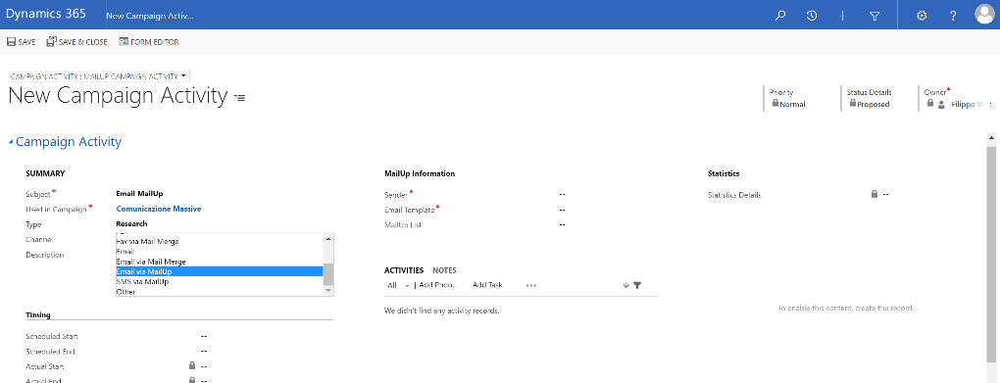 Dynamics 365
New Campaign Activ...
?
SAVE
SAVE & CLOSE
FORM EDITOR
CAMPAIGN ACTIVITY : MAILUP CAMPAIGN ACTIVITY
New Campaign Activity
Priority
Normal
Status Details
Proposed
Owner*
Filippo
Campaign Activity
SUMMARY
Subject*
Email MailUp
Used in Campaign*
Comunicazione Massive
Type
Research
Channel
Fax via Mail Merge
Email
Email via Mail Merge
Email via MailUp
SMS via MailUp
Other
Description
Timing
Scheduled Start
--
Scheduled End
--
Actual Start
--
Actual End
--
MailUp Information
Sender*
--
Email Template*
--
MailUp List
--
ACTIVITIES NOTES
All | Add Phon... Add Task ...
We didn't find any activity records.
Statistics
Statistics Details
--
To enable this content, create the record.